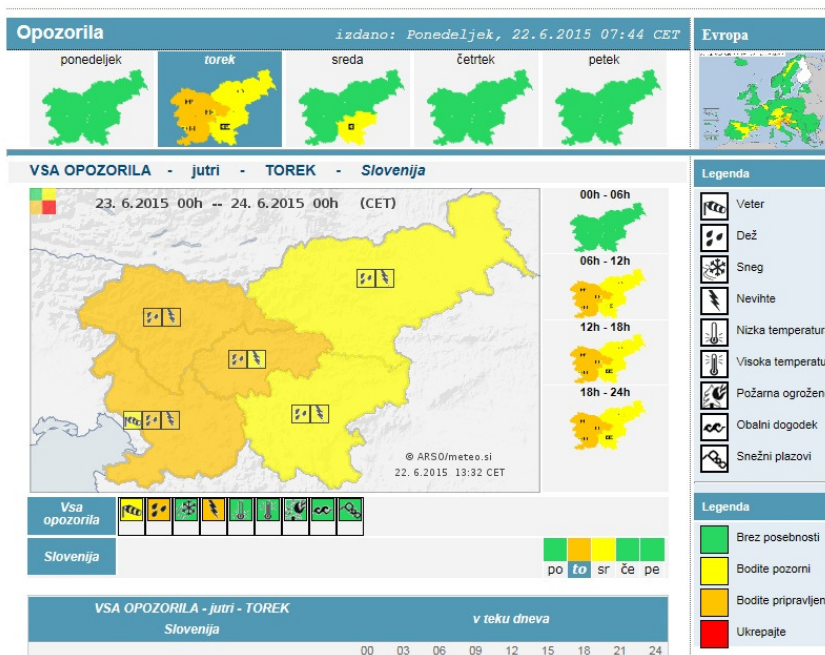 Opozorila
izdano: Ponedeljek, 22.6.2015 07:44 CET
ponedeljek torek sreda četrtek petek
VSA OPOZORILA - jutri - TOREK - Slovenija
23. 6.2015 00h -- 24. 6.2015 00h (CET)
© ARSO/meteo.si
22. 6.2015 13:32 CET
00h - 06h
06h - 12h
12h - 18h
18h - 24h
Vsa
opozorila
Slovenija
po to sr če pe
VSA OPOZORILA - jutri - TOREK
Slovenija
v teku dneva
00 03 06 09 12 15 18 21 24
Evropa
Legenda
Veter
Dež
Sneg
Nevihte
Nizka temperatur
Visoka temperatu
Požarna ogrožen
Obalni dogodek
Snežni plazovi
Legenda
Brez posebnosti
Bodite pozorni
Bodite pripravljen
Ukrepajte